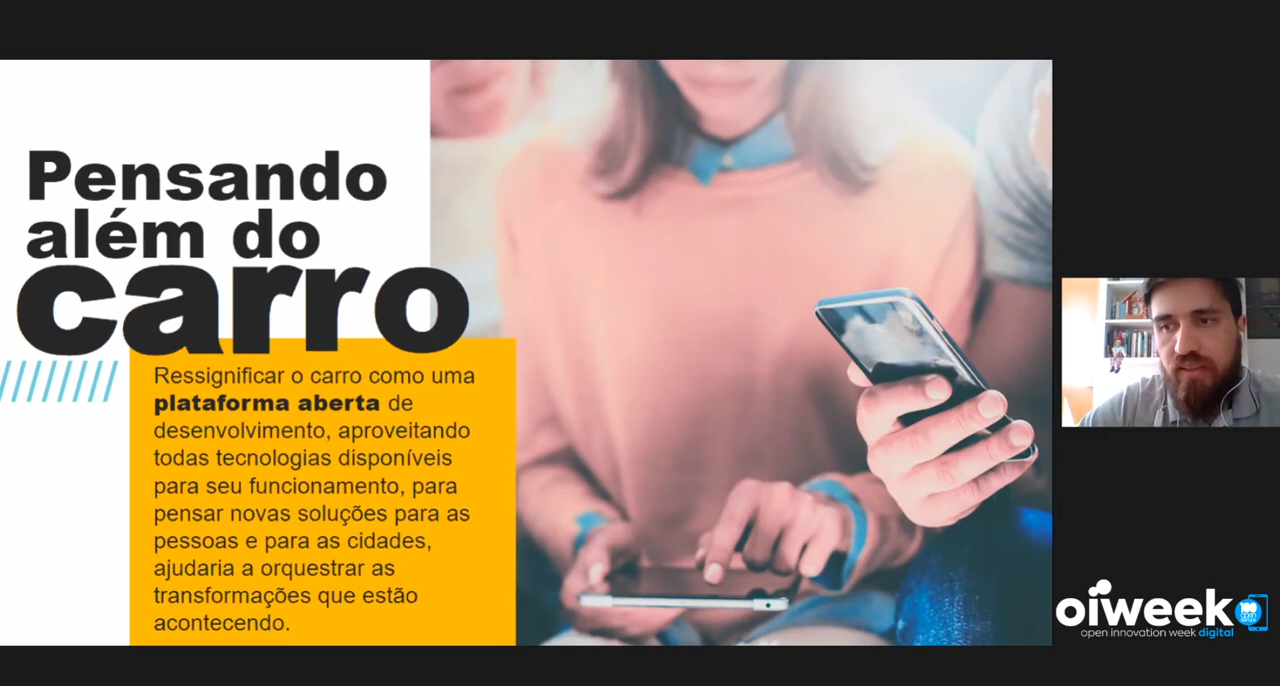 Pensando
além do
carro
Ressignificar o carro como uma
plataforma aberta de
desenvolvimento, aproveitando
todas tecnologias disponíveis
para seu funcionamento, para
pensar novas soluções para as
pessoas e para as cidades,
ajudaria a orquestrar as
transformações que estão
acontecendo.
oiweek
100
open innovation week digital